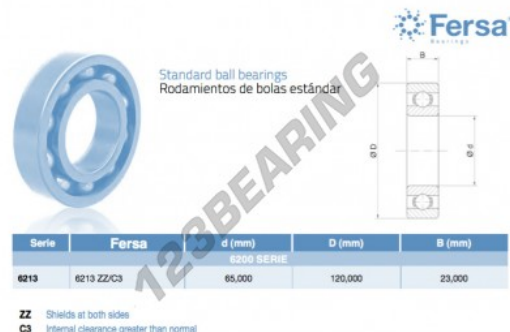 Fersa
Bearings
Standard ball bearings
Rodamientos de bolas estándar
B
Ø D
Ø d
123BEARING
Serie Fersa d (mm) D (mm) B (mm)
6200 SERIE
6213 6213 ZZ/C3 65,000 120,000 23,000
ZZ Shields at both sides
C3 Internal clearance greater than normal